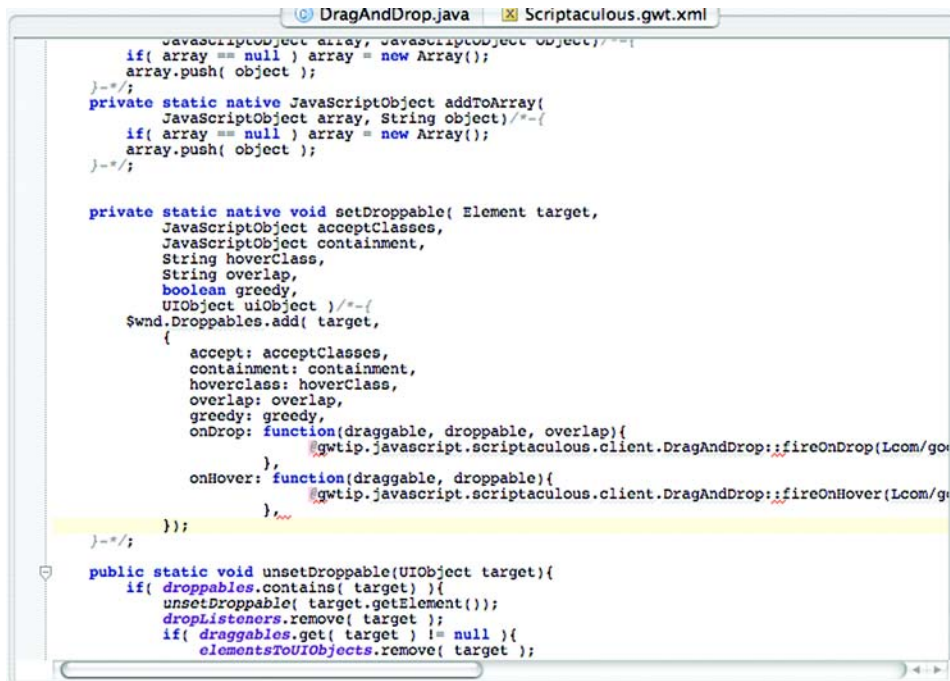 DragAndDrop.java Scriptaculous.gwt.xml
JavaScriptObject array, JavaScriptObject object)/*-{
if( array == null ) array = new Array();
array.push( object );
}-*/;
private static native JavaScriptObject addToArray(
JavaScriptObject array, String object)/*-{
if( array == null ) array = new Array();
array.push( object );
}-*/;
private static native void setDroppable( Element target,
JavaScriptObject acceptClasses,
JavaScriptObject containment,
String hoverClass,
String overlap,
boolean greedy,
UIObject uiObject )/*-{
$wnd.Droppables.add( target,
{
accept: acceptClasses,
containment: containment,
hoverclass: hoverClass,
overlap: overlap,
greedy: greedy,
onDrop: function(draggable, droppable, overlap){
@gwtip.javascript.scriptaculous.client.DragAndDrop::fireOnDrop(Lcom/goo
},
onHover: function(draggable, droppable){
@gwtip.javascript.scriptaculous.client.DragAndDrop::fireOnHover(Lcom/g
},
});
}-*/;
public static void unsetDroppable(UIObject target){
if( droppables.contains( target) ){
unsetDroppable( target.getElement());
dropListeners.remove( target );
if( draggables.get( target ) != null ){
elementsToUIObjects.remove( target );